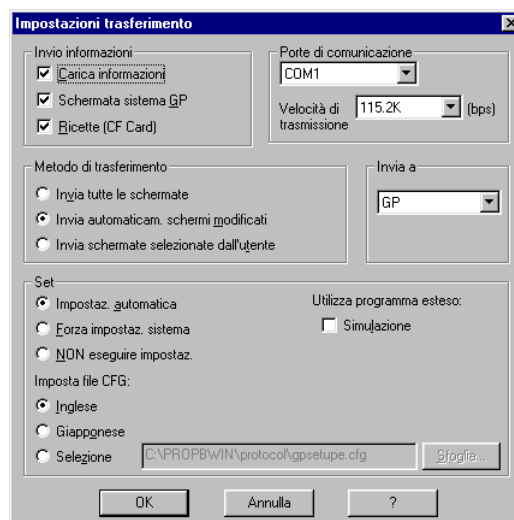 Impostazioni trasferimento
Invio informazioni
Carica informazioni
Schermata sistema GP
Ricette (CF Card)
Porte di comunicazione
COM1
Velocità di trasmissione
115.2K
(bps)
Metodo di trasferimento
Invia tutte le schermate
Invia automaticam. schermi modificati
Invia schermate selezionate dall'utente
Invia a
GP
Set
Impostaz. automatica
Forza impostaz. sistema
NON eseguire impostaz.
Utilizza programma esteso:
Simulazione
Imposta file CFG:
Inglese
Giapponese
Selezione
C:\PROPBWIN\protocol\gpsetupe.cfg
Sfoglia...
OK
Annulla
?